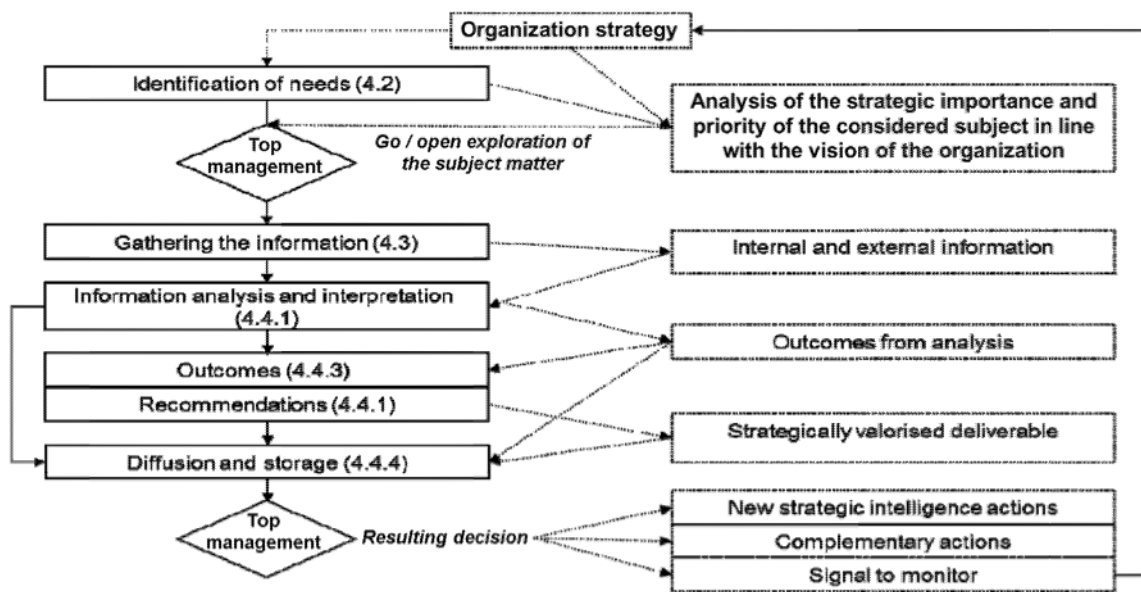 Organization strategy
Identification of needs (4.2)
Analysis of the strategic importance and
priority of the considered subject in line
with the vision of the organization
Top
management
Go / open exploration of
the subject matter
Gathering the information (4.3)
Internal and external information
Information analysis and interpretation
(4.4.1)
Outcomes from analysis
Outcomes (4.4.3)
Recommendations (4.4.1)
Strategically valorised deliverable
Diffusion and storage (4.4.4)
Top
management
Resulting decision
New strategic intelligence actions
Complementary actions
Signal to monitor